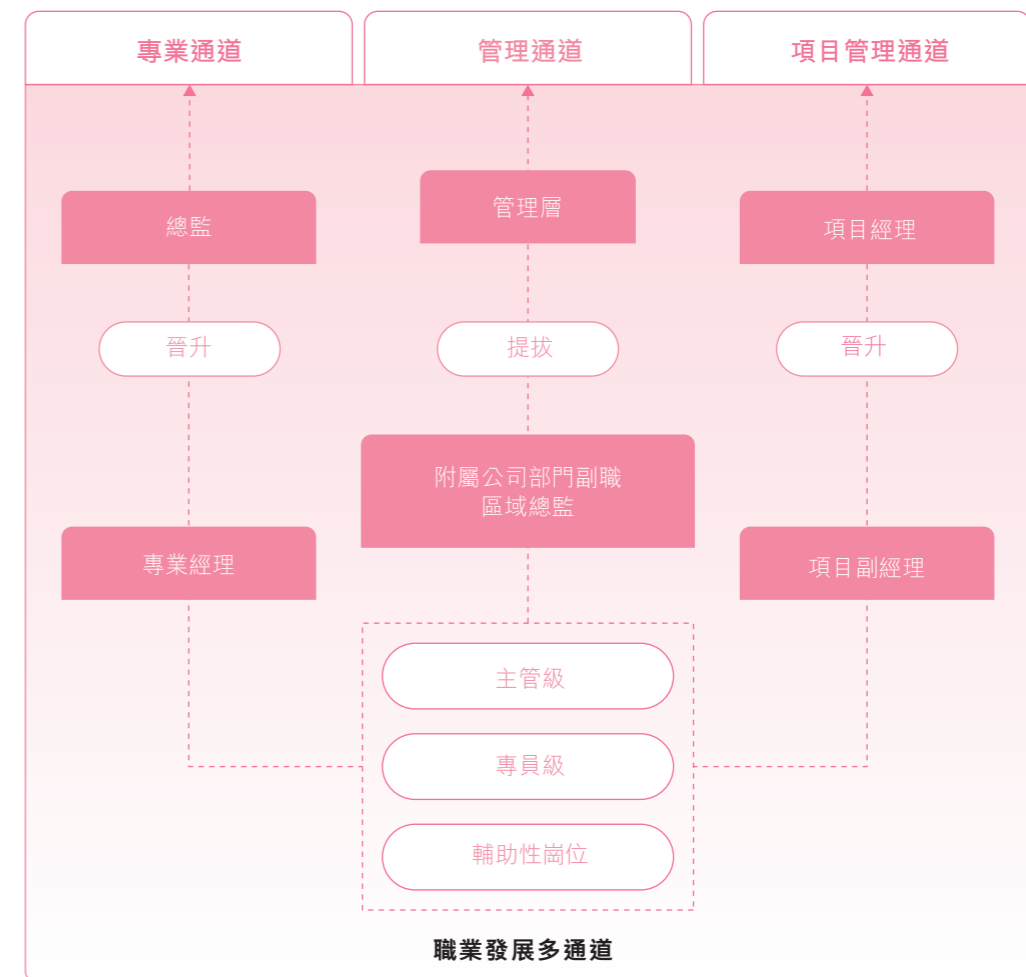 專業通道
管理通道
項目管理通道
總監
管理層
項目經理
晉升
提拔
晉升
附屬公司部門副職
區域總監
專業經理
項目副經理
主管級
專員級
輔助性崗位
職業發展多通道